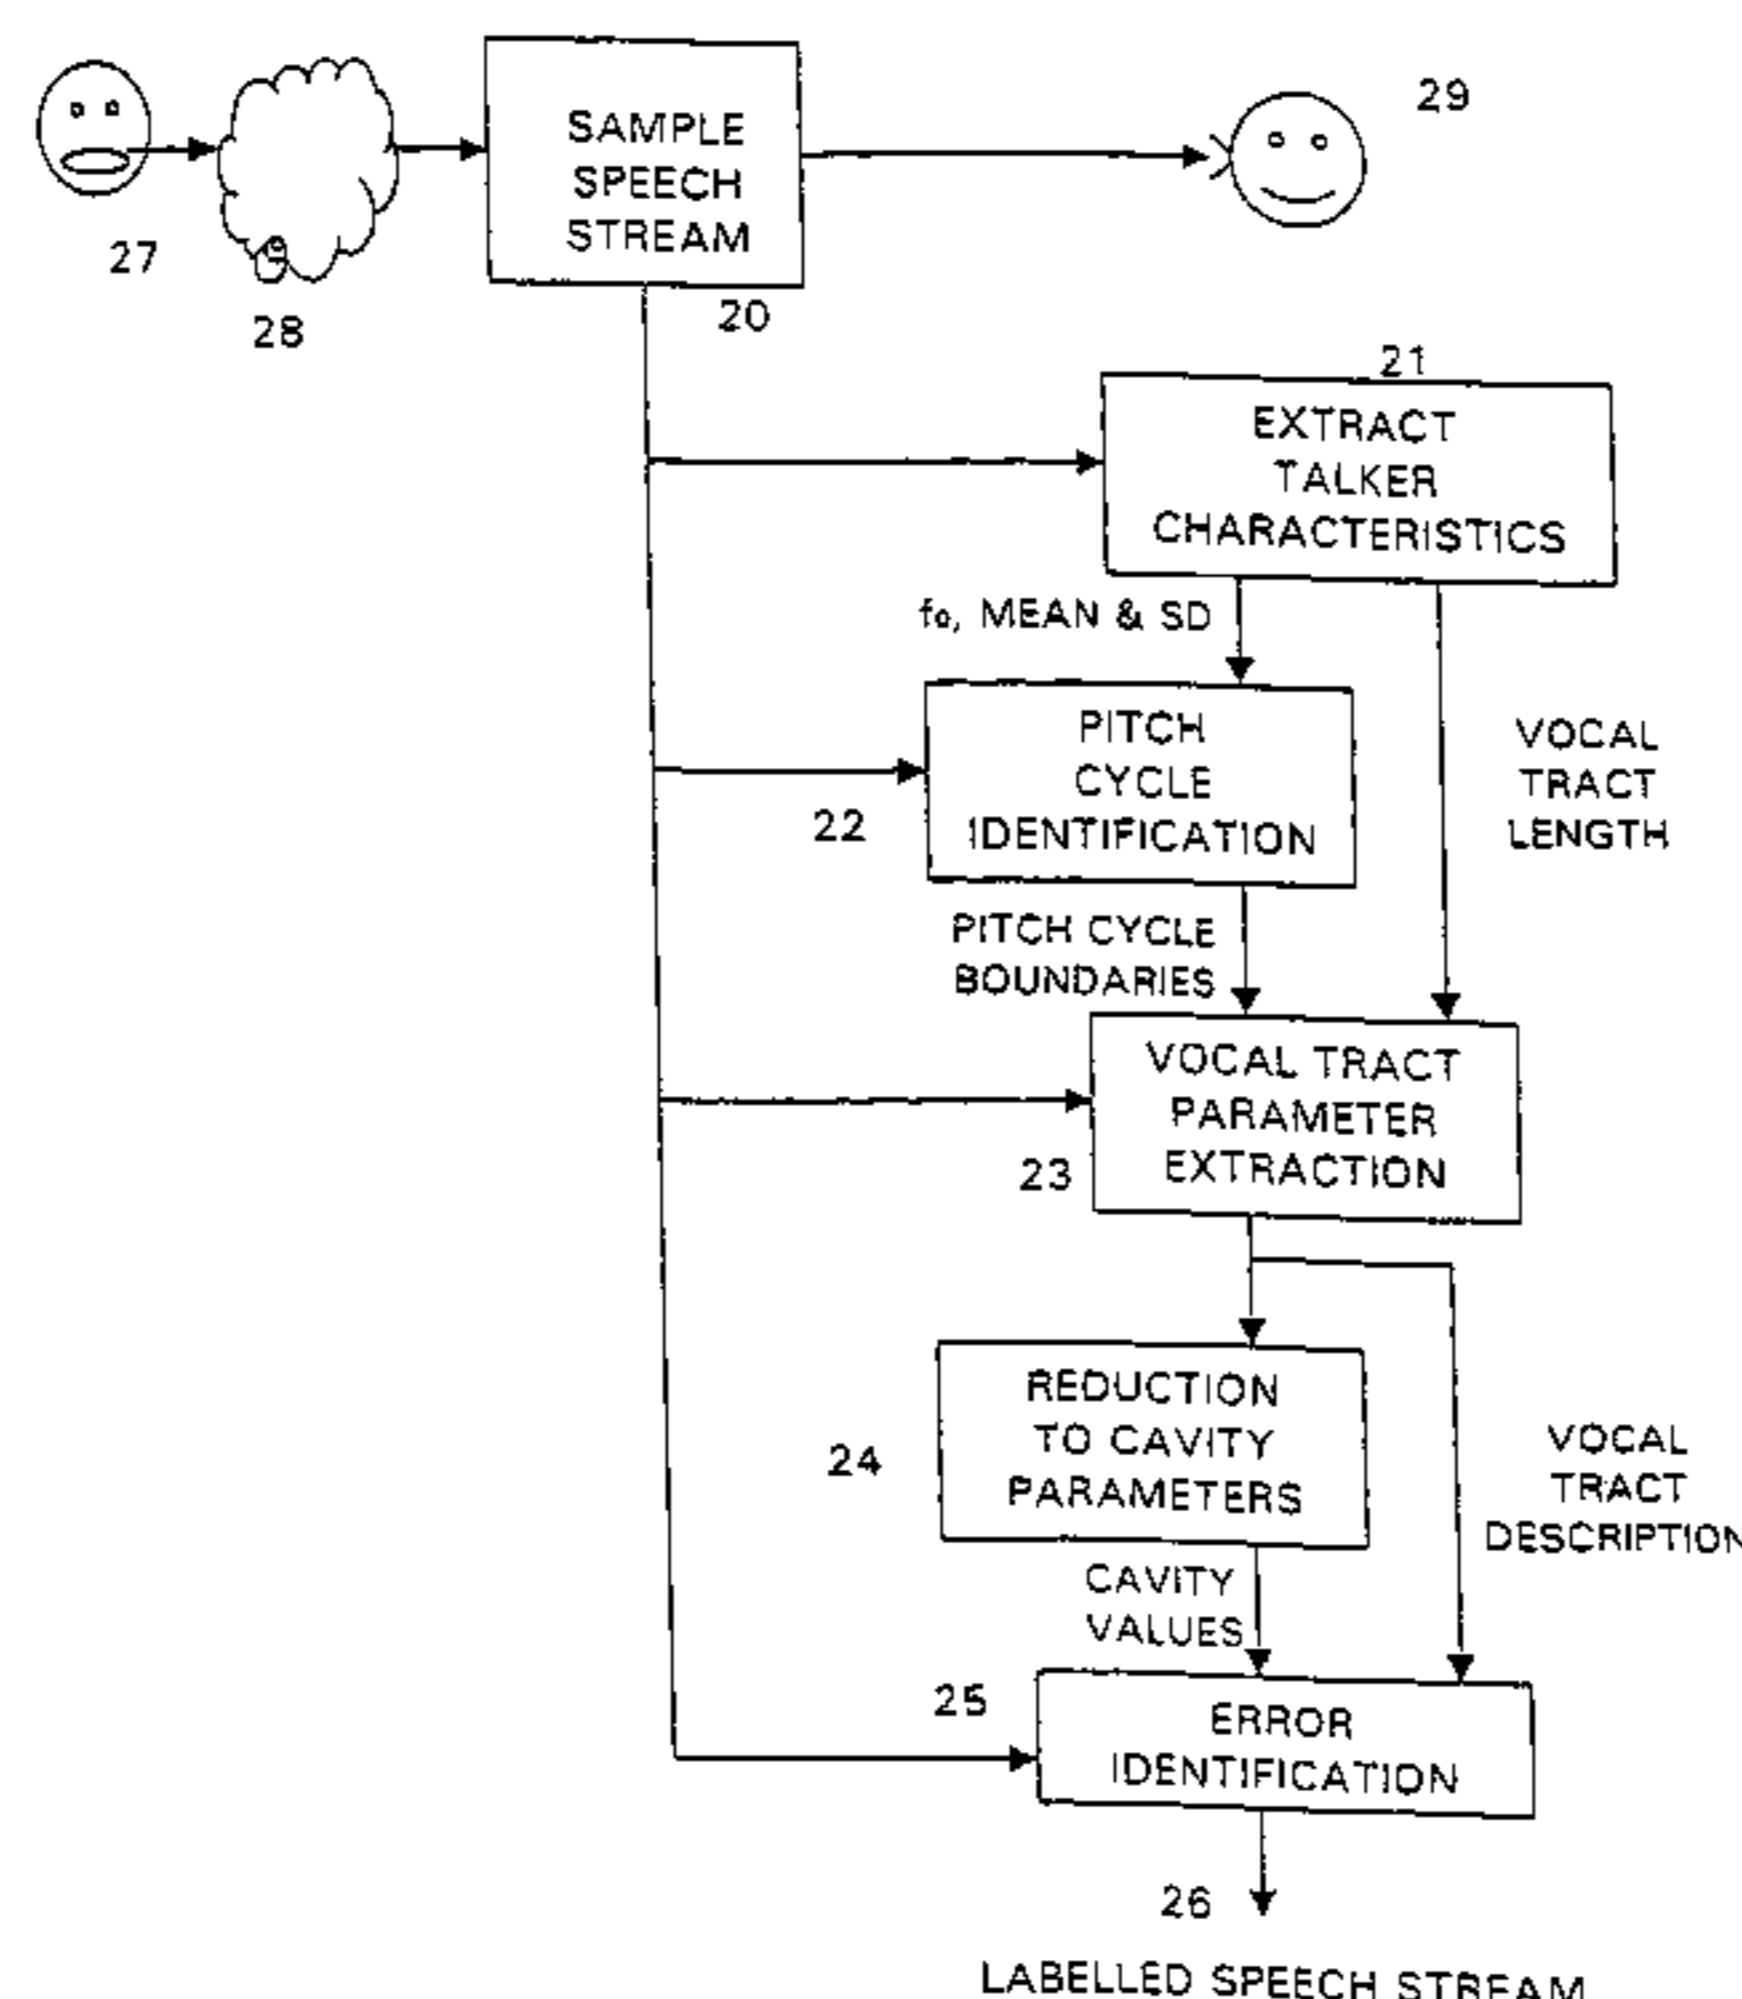 29
SAMPLE
SPEECH
STREAM
27
28
20
21
EXTRACT
TALKER
CHARACTERISTICS
fo, MEAN & SD
PITCH
CYCLE
IDENTIFICATION
22
VOCAL
TRACT
LENGTH
PITCH CYCLE
BOUNDARIES
VOCAL TRACT
PARAMETER
EXTRACTION
23
REDUCTION
TO CAVITY
PARAMETERS
24
VOCAL
TRACT
DESCRIPTION
CAVITY
VALUES
25
ERROR
IDENTIFICATION
26
LABELLED SPEECH STREAM